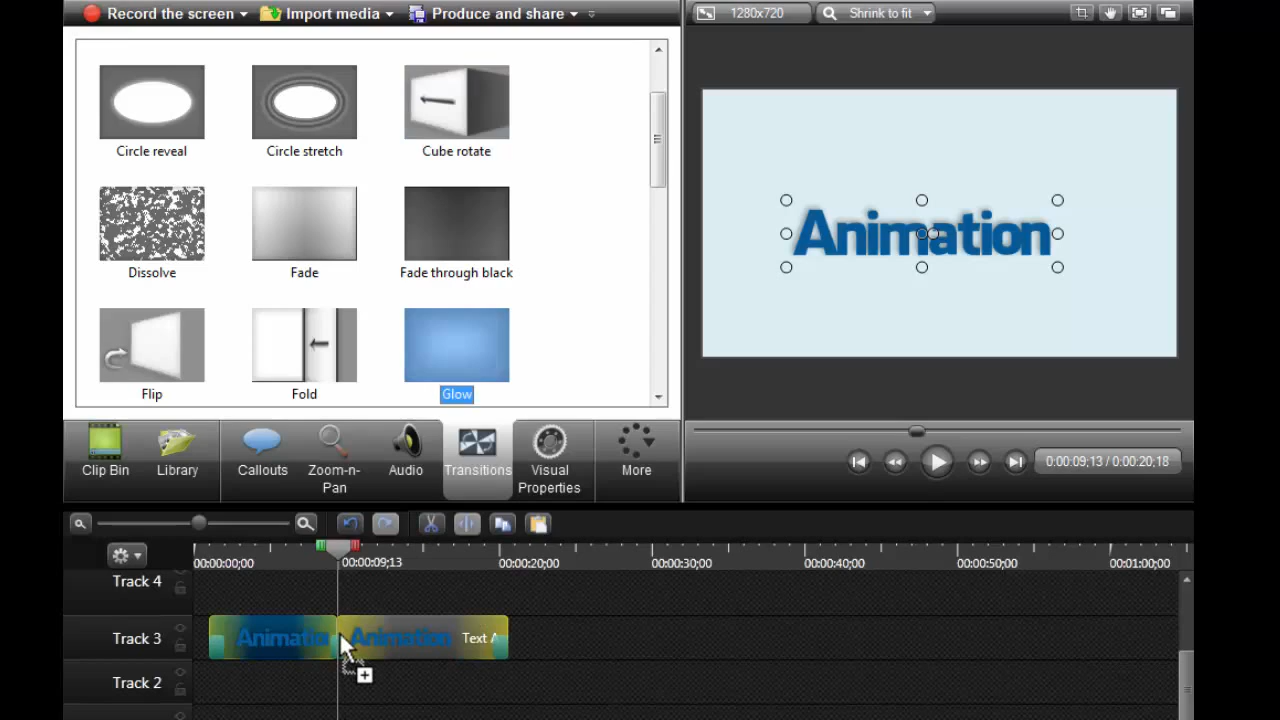 Record the screen
Import media
Produce and share
1280x720
Shrink to fit
Circle reveal
Circle stretch
Cube rotate
Dissolve
Fade
Fade through black
Flip
Fold
Glow
Animation
Clip Bin
Library
Callouts
Zoom-n-
Pan
Audio
Transitions
Visual
Properties
More
0:00:09;13 / 0:00:20;18
00:00:00;00
00:00:09;13
00:00:20;00
00:00:30;00
00:00:40;00
00:00:50;00
00:01:00;00
Track 4
Track 3
Animatio
Animation
Text A
Track 2